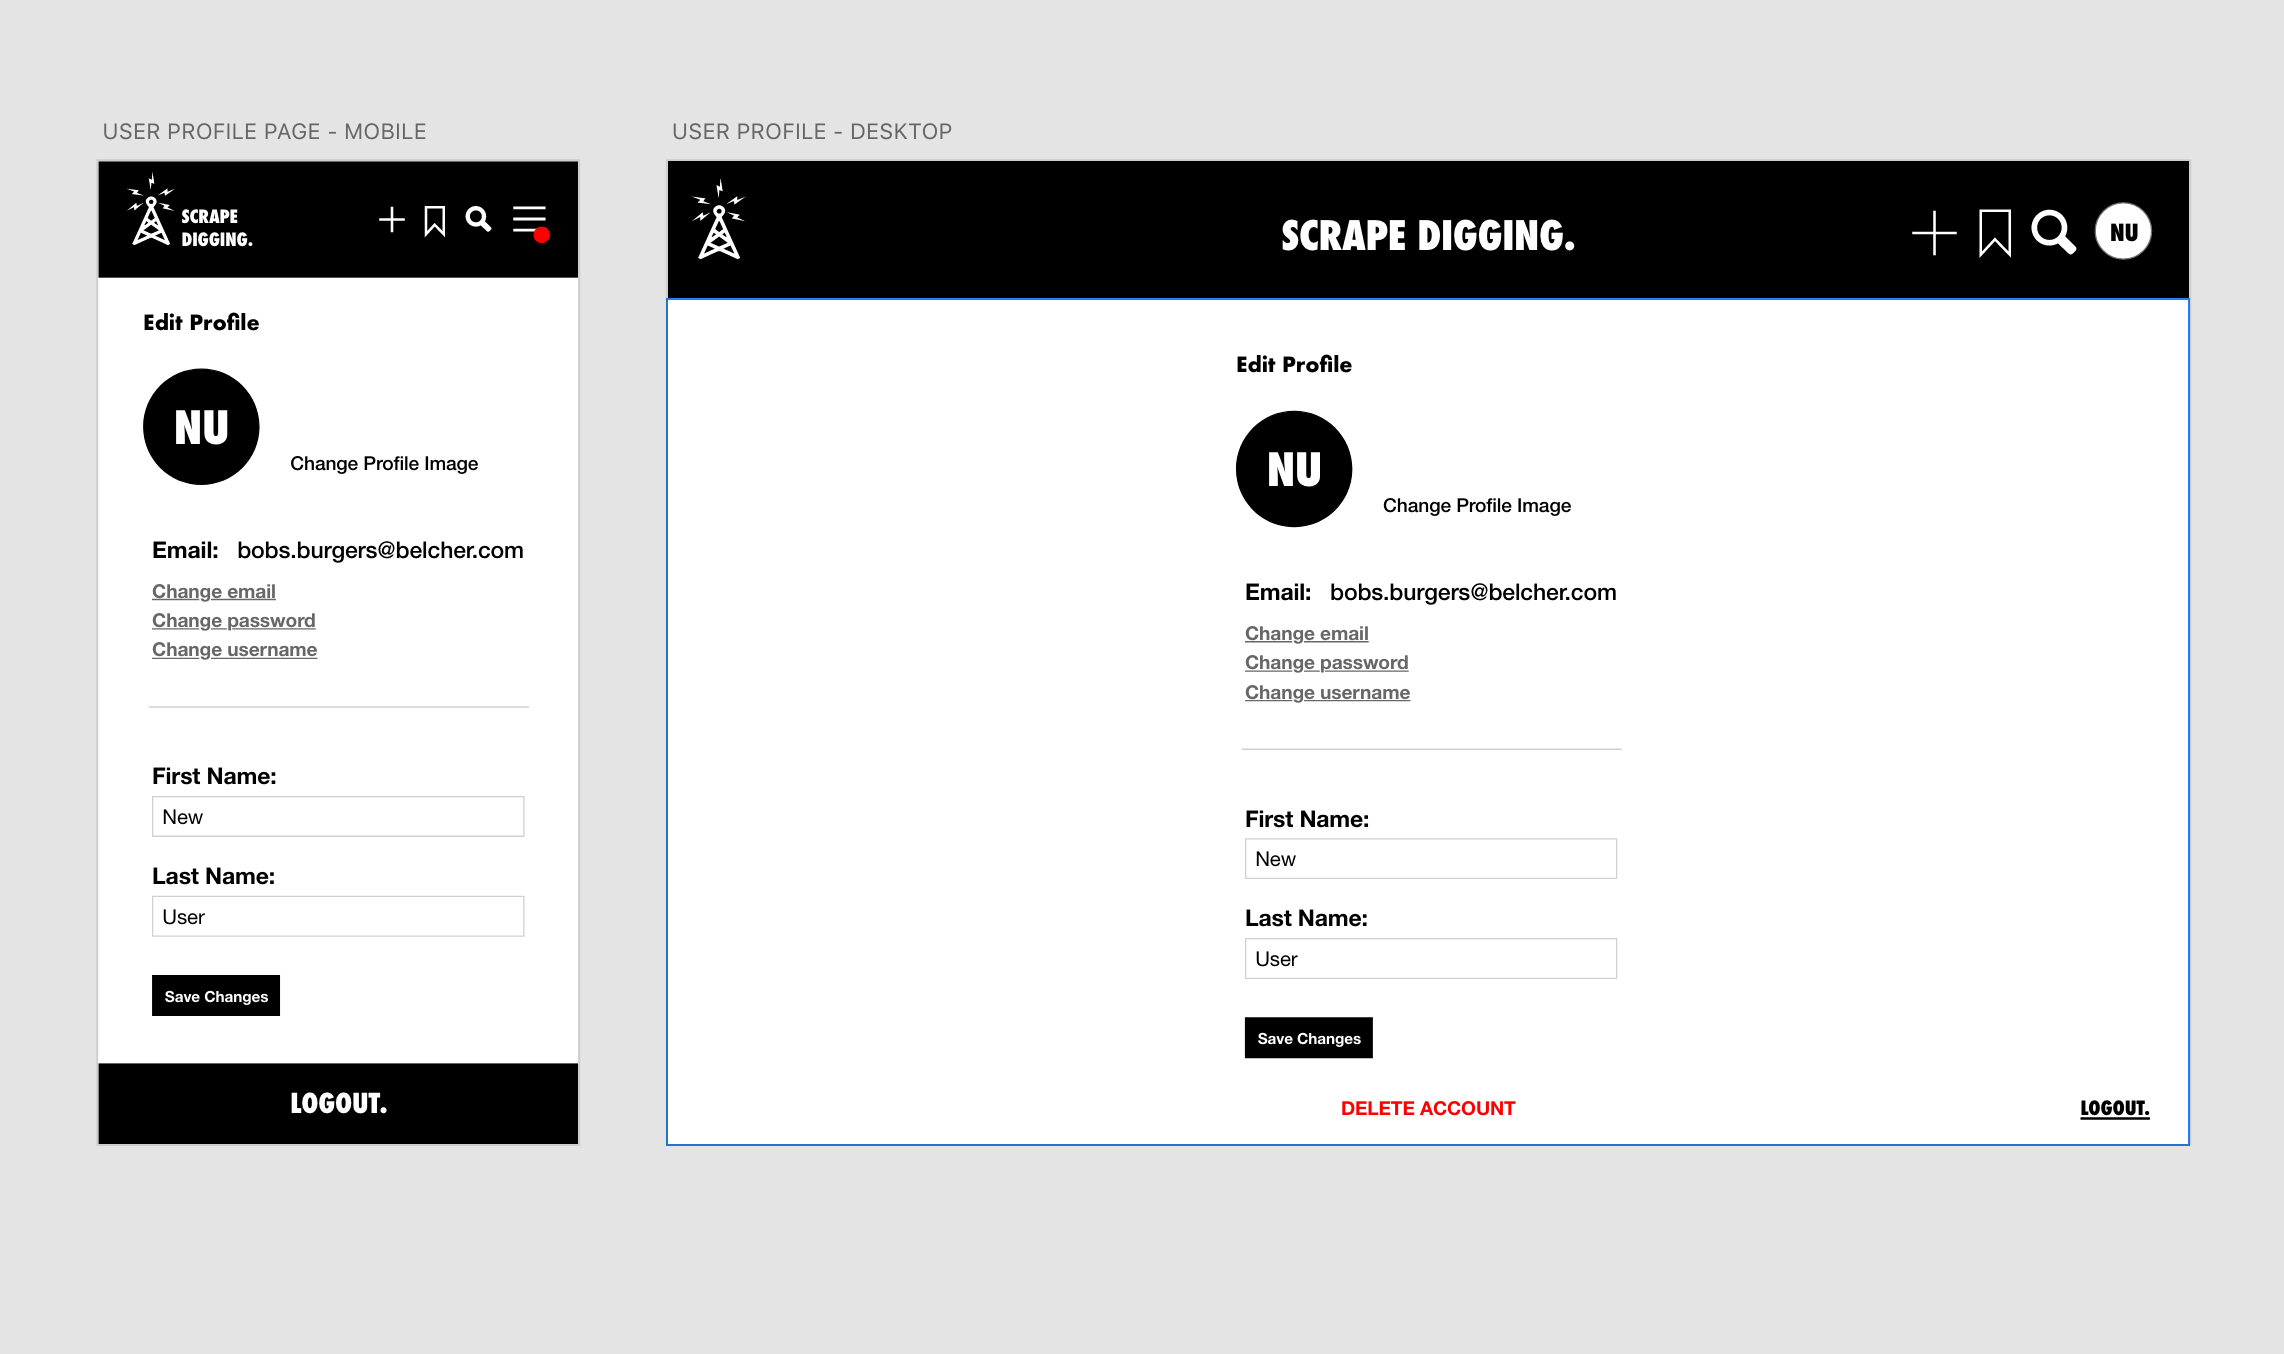 USER PROFILE PAGE - MOBILE
SCRAPE
DIGGING.
Edit Profile
NU
Change Profile Image
Email: bobs.burgers@belcher.com
Change email
Change password
Change username
First Name:
New
Last Name:
User
Save Changes
LOGOUT.
USER PROFILE - DESKTOP
SCRAPE DIGGING.
NU
Edit Profile
NU
Change Profile Image
Email: bobs.burgers@belcher.com
Change email
Change password
Change username
First Name:
New
Last Name:
User
Save Changes
DELETE ACCOUNT
LOGOUT.